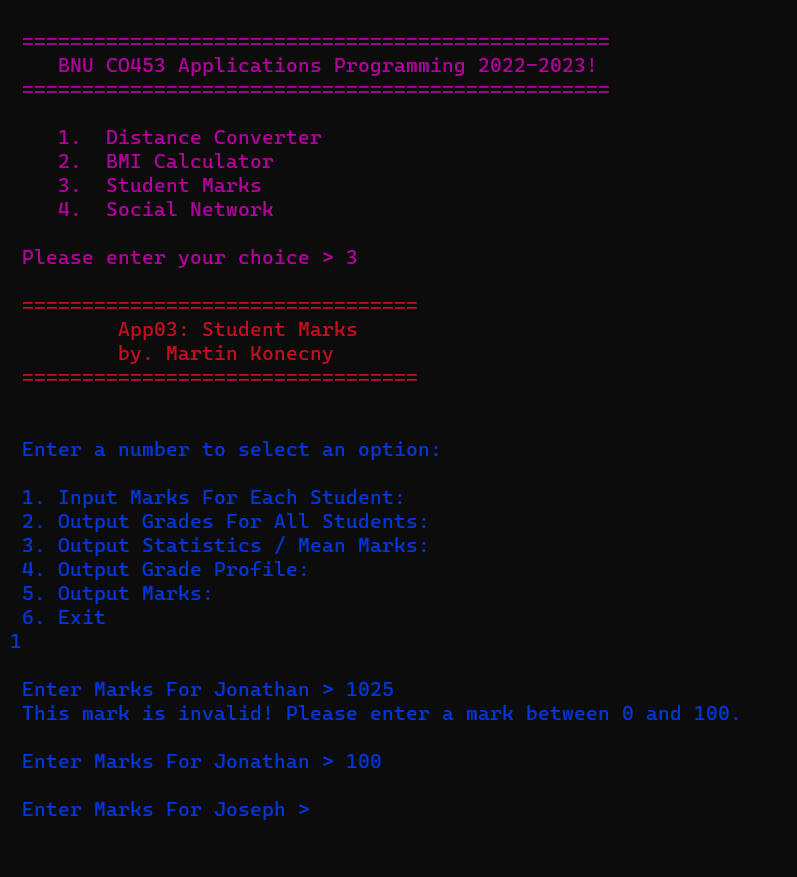 =================================================
BNU CO453 Applications Programming 2022-2023!
=================================================
1. Distance Converter
2. BMI Calculator
3. Student Marks
4. Social Network
Please enter your choice > 3
=================================
App03: Student Marks
by. Martin Konecny
=================================
Enter a number to select an option:
1. Input Marks For Each Student:
2. Output Grades For All Students:
3. Output Statistics / Mean Marks:
4. Output Grade Profile:
5. Output Marks:
6. Exit
1
Enter Marks For Jonathan > 1025
This mark is invalid! Please enter a mark between 0 and 100.
Enter Marks For Jonathan > 100
Enter Marks For Joseph >